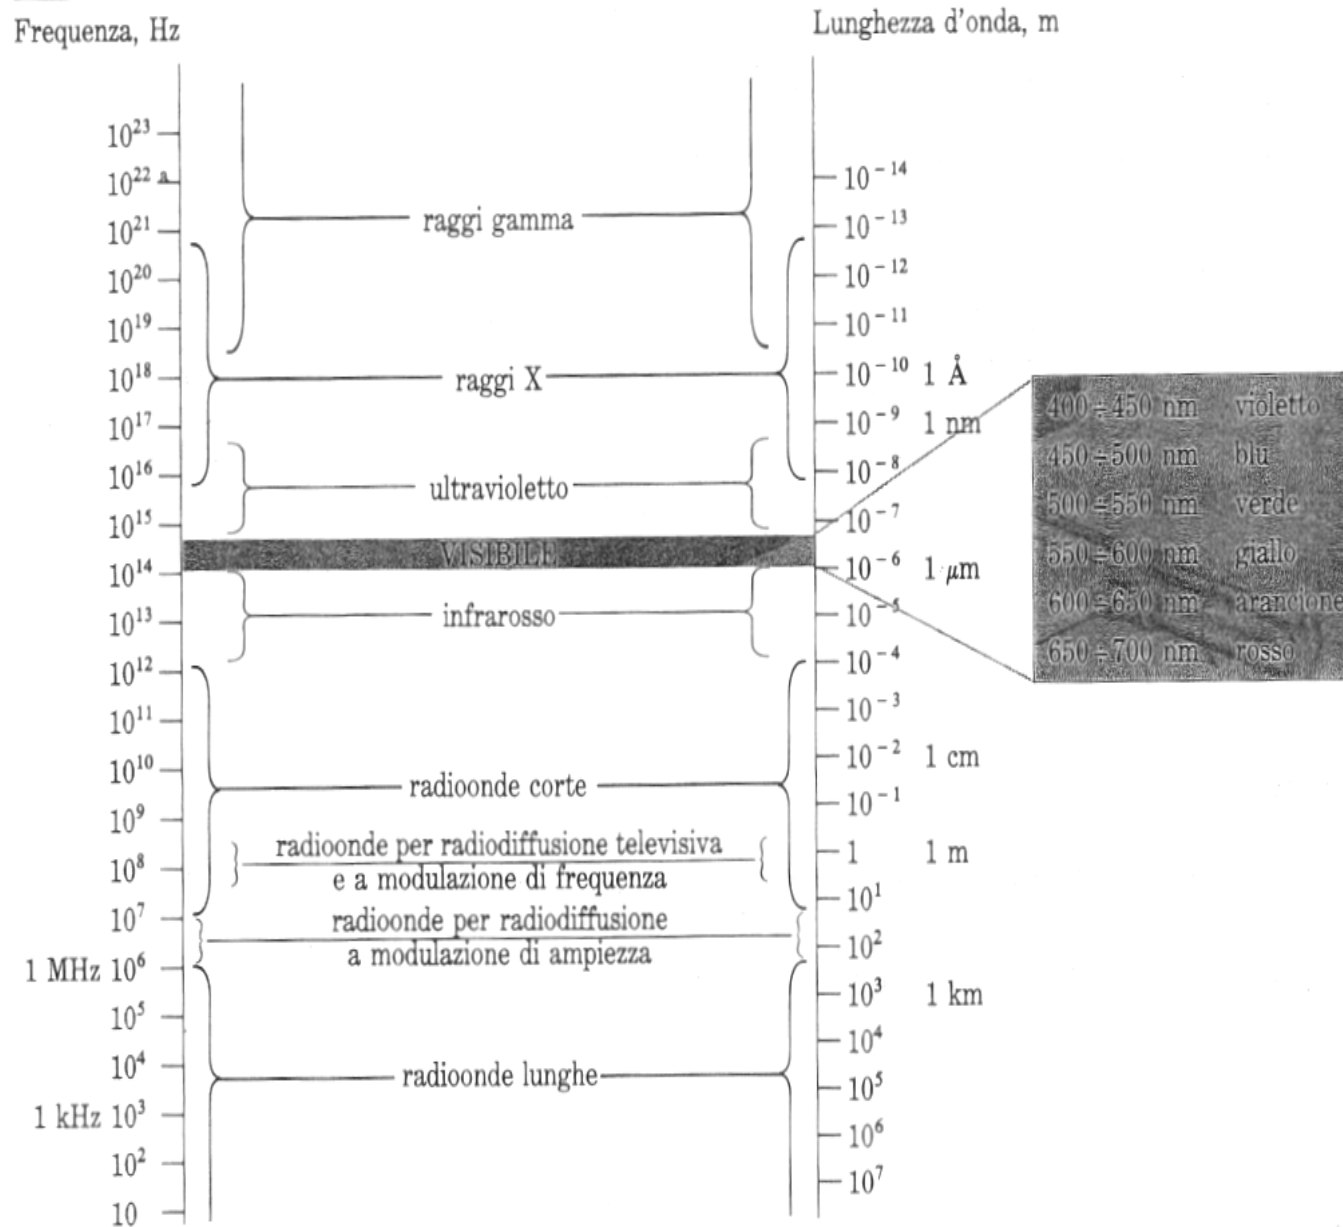 Frequenza, Hz
Lunghezza d'onda, m
10²³
10²² a
10⁻¹⁴
10²¹
raggi gamma
10⁻¹³
10²⁰
10⁻¹²
10¹⁹
10⁻¹¹
10¹⁸
raggi X
10⁻¹⁰ 1 Å
10¹⁷
10⁻⁹ 1 nm
10¹⁶
ultravioletto
10⁻⁸
10¹⁵
10⁻⁷
VISIBILE
10¹⁴
10⁻⁶ 1 μm
10¹³
infrarosso
10⁻⁵
10¹²
10⁻⁴
10¹¹
10⁻³
10¹⁰
10⁻² 1 cm
radioonde corte
10⁹
10⁻¹
radioonde per radiodiffusione televisiva
e a modulazione di frequenza
10⁸
1 1 m
10⁷
10¹
radioonde per radiodiffusione
a modulazione di ampiezza
10²
1 MHz 10⁶
10³ 1 km
10⁵
10⁴
10⁴
radioonde lunghe
10⁵
1 kHz 10³
10⁶
10²
10⁷
10
400÷450 nm violetto
450÷500 nm blu
500÷550 nm verde
550÷600 nm giallo
600÷650 nm arancione
650÷700 nm rosso